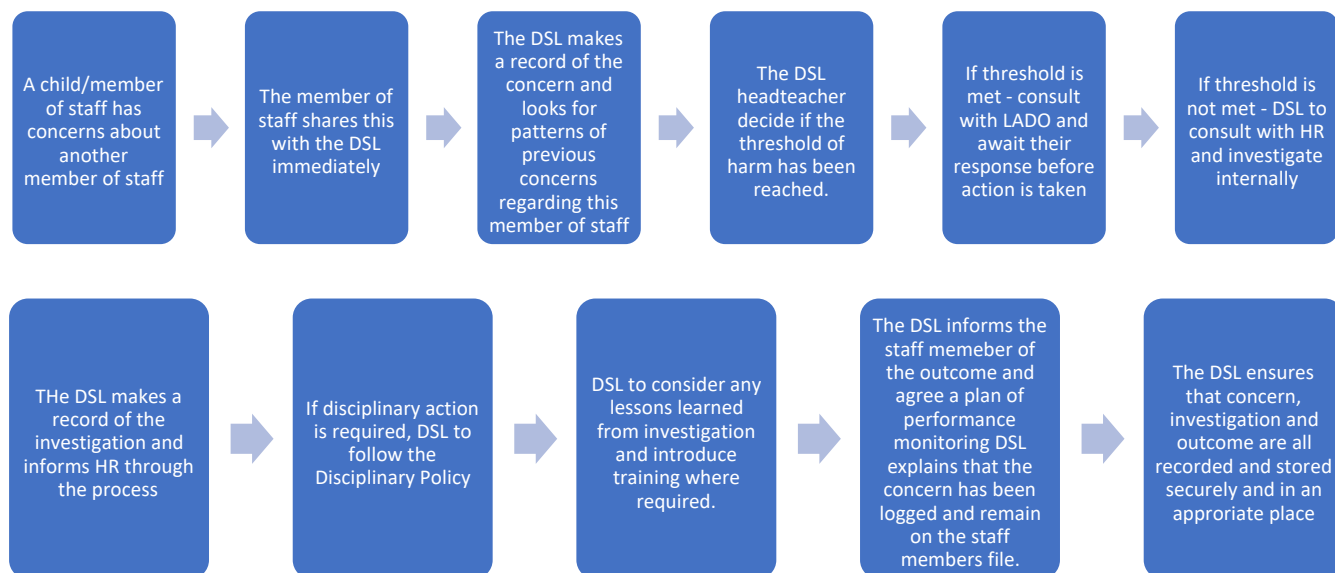 A child/member
of staff has
concerns about
another
member of staff
The member of
staff shares this
with the DSL
immediately
The DSL makes
a record of the
concern and
looks for
patterns of
previous
concerns
regarding this
member of staff
The DSL
headteacher
decide if the
threshold of
harm has been
reached.
If threshold is
met - consult
with LADO and
await their
response before
action is taken
If threshold is
not met - DSL to
consult with HR
and investigate
internally
THe DSL makes a
record of the
investigation and
informs HR through
the process
If disciplinary action
is required, DSL to
follow the
Disciplinary Policy
DSL to consider any
lessons learned
from investigation
and introduce
training where
required.
The DSL informs the
staff memeber of
the outcome and
agree a plan of
performance
monitoring DSL
explains that the
concern has been
logged and remain
on the staff
members file.
The DSL ensures
that concern,
investigation and
outcome are all
recorded and stored
securely and in an
approriate place